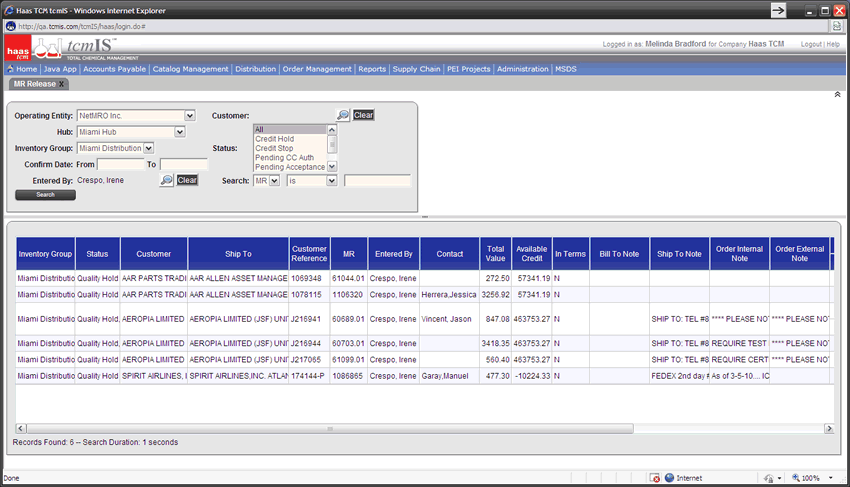 Haas TCM tcmIS - Windows Internet Explorer
http://qa.tcmis.com/tcmIS/haas/login.do#
haas tcm tcmIS™ TOTAL CHEMICAL MANAGEMENT
Logged in as: Melinda Bradford for Company Haas TCM Logout | Help
Home | Java App | Accounts Payable | Catalog Management | Distribution | Order Management | Reports | Supply Chain | PEI Projects | Administration | MSDS
MR Release X
Operating Entity: NetMRO Inc. Customer: Clear
Hub: Miami Hub
Inventory Group: Miami Distribution
Status: All
Credit Hold
Credit Stop
Pending CC Auth
Pending Acceptance
Confirm Date: From To
Entered By: Crespo, Irene Clear Search: MR is
Search
Inventory Group Status Customer Ship To Customer Reference MR Entered By Contact Total Value Available Credit In Terms Bill To Note Ship To Note Order Internal Note Order External Note
Miami Distributio Quality Hold, AAR PARTS TRADI AAR ALLEN ASSET MANAGE 1069348 61044.01 Crespo, Irene 272.50 57341.19 N
Miami Distributio Quality Hold, AAR PARTS TRADI AAR ALLEN ASSET MANAGE 1078115 1106320 Crespo, Irene Herrera,Jessica 3256.92 57341.19 N
Miami Distributio Quality Hold, AEROPIA LIMITED AEROPIA LIMITED (JSF) UNI J216941 60689.01 Crespo, Irene Vincent, Jason 847.08 463753.27 N SHIP TO: TEL #8 **** PLEASE NO **** PLEASE NO
Miami Distributio Quality Hold, AEROPIA LIMITED AEROPIA LIMITED (JSF) UNI J216944 60703.01 Crespo, Irene 3418.35 463753.27 N SHIP TO: TEL #8 REQUIRE TEST **** PLEASE NO
Miami Distributio Quality Hold, AEROPIA LIMITED AEROPIA LIMITED (JSF) UNI J217065 61099.01 Crespo, Irene 560.40 463753.27 N SHIP TO: TEL #8 REQUIRE CERT **** PLEASE NO
Miami Distributio Quality Hold, SPIRIT AIRLINES, I SPIRIT AIRLINES,INC. ATLAN 174144-P 1086865 Crespo, Irene Garay,Manuel 477.30 -10224.33 N FEDEX 2nd day # As of 3-5-10.... IC
Records Found: 6 -- Search Duration: 1 seconds
Done Internet 100%